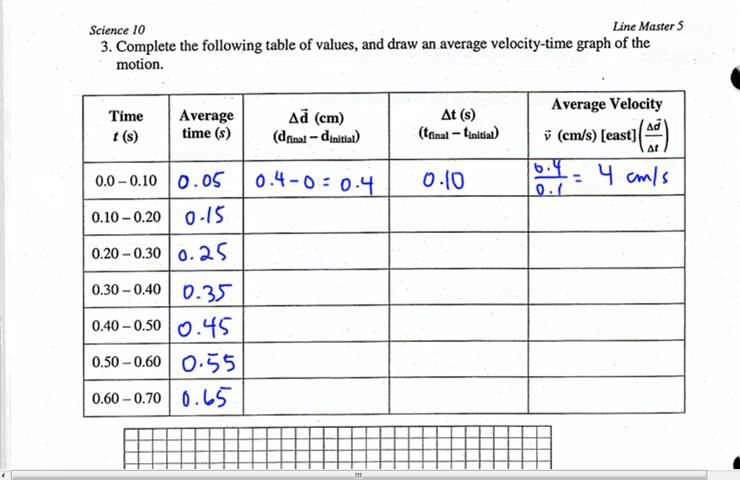 Science 10 Line Master 5
3. Complete the following table of values, and draw an average velocity-time graph of the
motion.
Time Average Δd⃗ (cm) Δt (s) Average Velocity
t (s) time (s) (dfinal – dinitial) (tfinal – tinitial) v⃗ (cm/s) [east] (Δd⃗/Δt)
0.0 – 0.10 0.05 0.4 - 0 = 0.4 0.10 0.4/0.1 = 4 cm/s
0.10 – 0.20 0.15
0.20 – 0.30 0.25
0.30 – 0.40 0.35
0.40 – 0.50 0.45
0.50 – 0.60 0.55
0.60 – 0.70 0.65